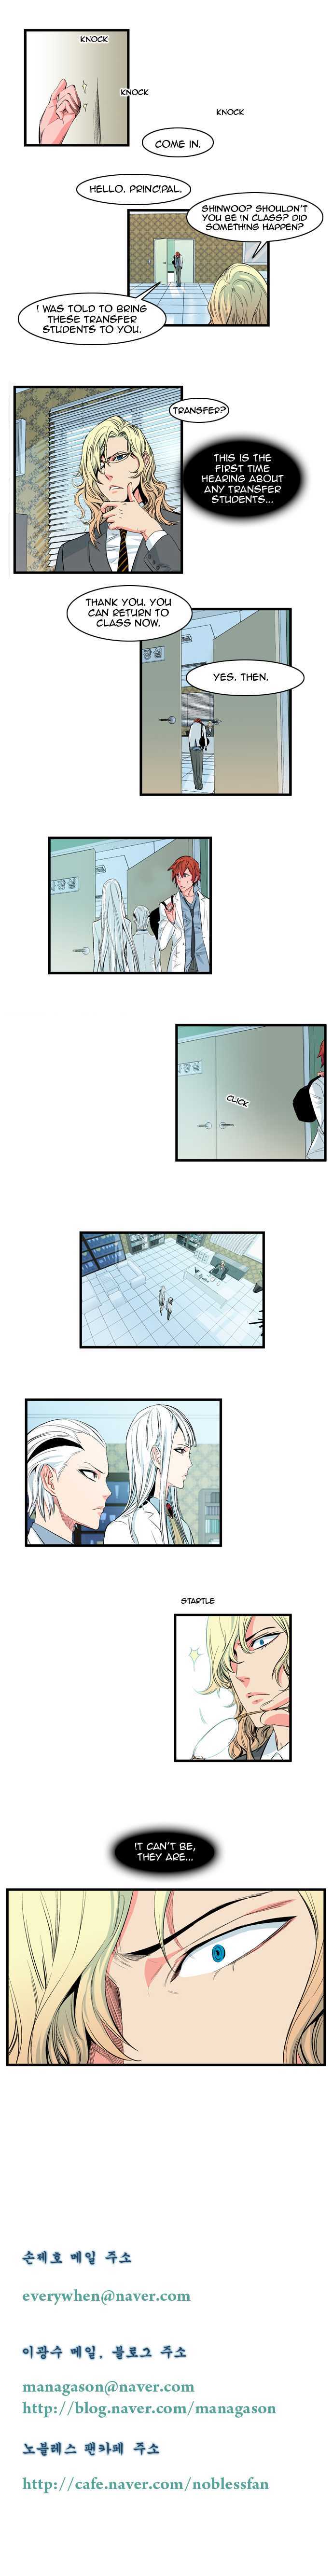 KNOCK
KNOCK
KNOCK
COME IN.
HELLO. PRINCIPAL.
SHINWOO? SHOULDN'T
YOU BE IN CLASS? DID
SOMETHING HAPPEN?
I WAS TOLD TO BRING
THESE TRANSFER
STUDENTS TO YOU.
TRANSFER?
THIS IS THE
FIRST TIME
HEARING ABOUT
ANY TRANSFER
STUDENTS...
THANK YOU. YOU
CAN RETURN TO
CLASS NOW.
YES. THEN.
CLICK
STARTLE
IT CAN'T BE,
THEY ARE...
손제호 메일 주소
everywhen@naver.com
이광수 메일, 블로그 주소
managason@naver.com
http://blog.naver.com/managason
노블레스 팬카페 주소
http://cafe.naver.com/noblessfan